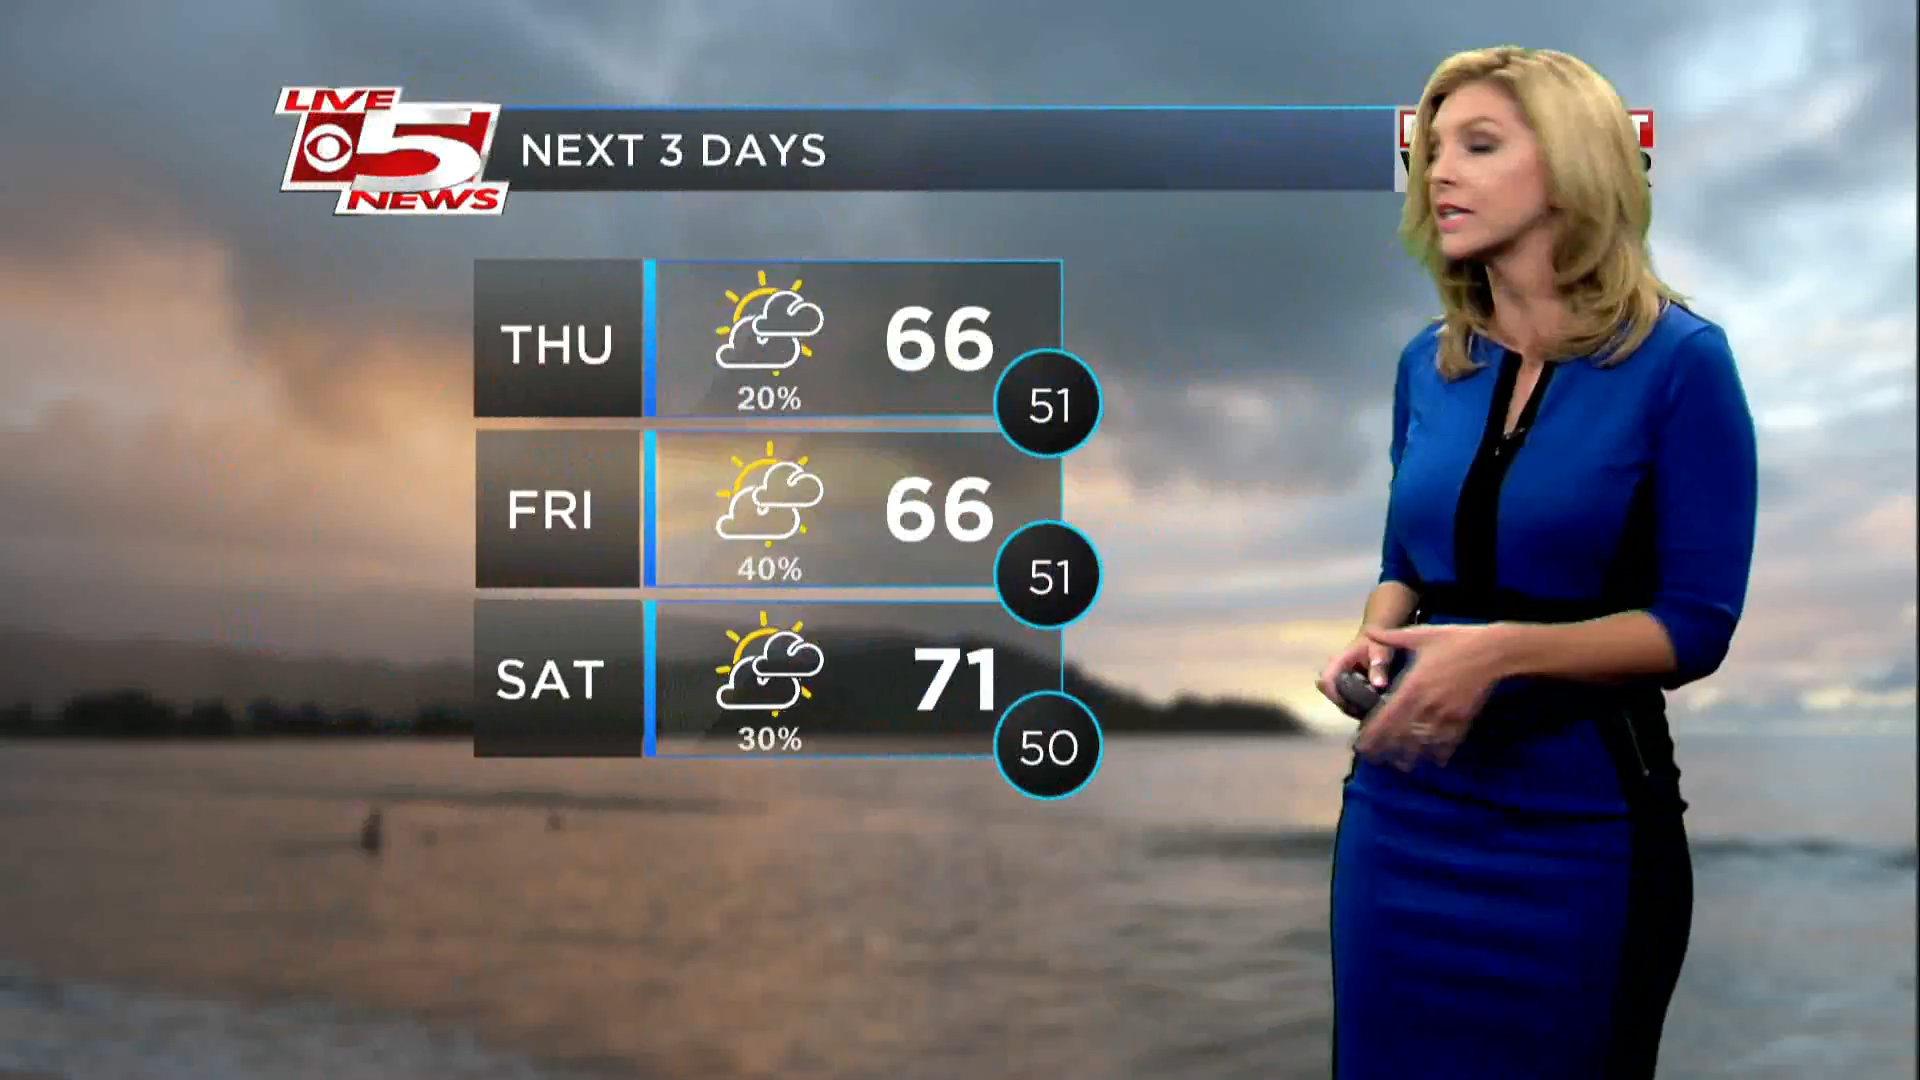 LIVE
5
NEWS
NEXT 3 DAYS
THU
20%
66
51
FRI
40%
66
51
SAT
30%
71
50